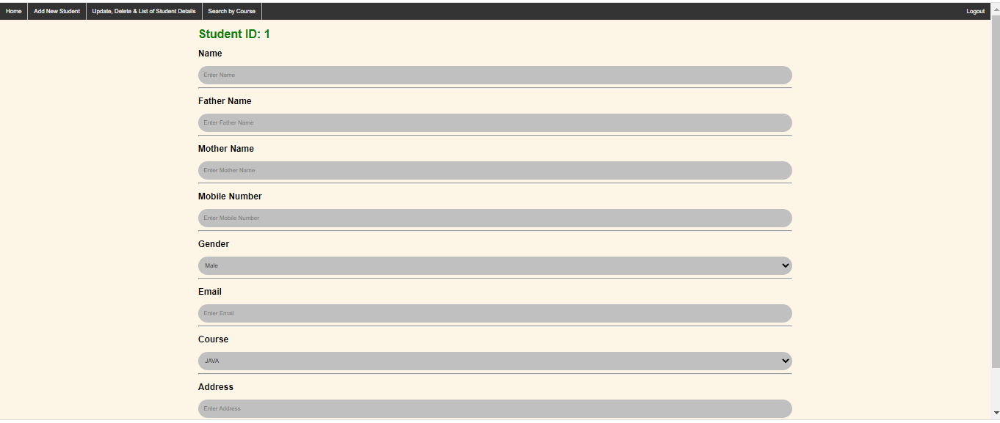 Home Add New Student Update, Delete & List of Student Details Search by Course Logout
Student ID: 1
Name
Enter Name
Father Name
Enter Father Name
Mother Name
Enter Mother Name
Mobile Number
Enter Mobile Number
Gender
Male
Email
Enter Email
Course
JAVA
Address
Enter Address